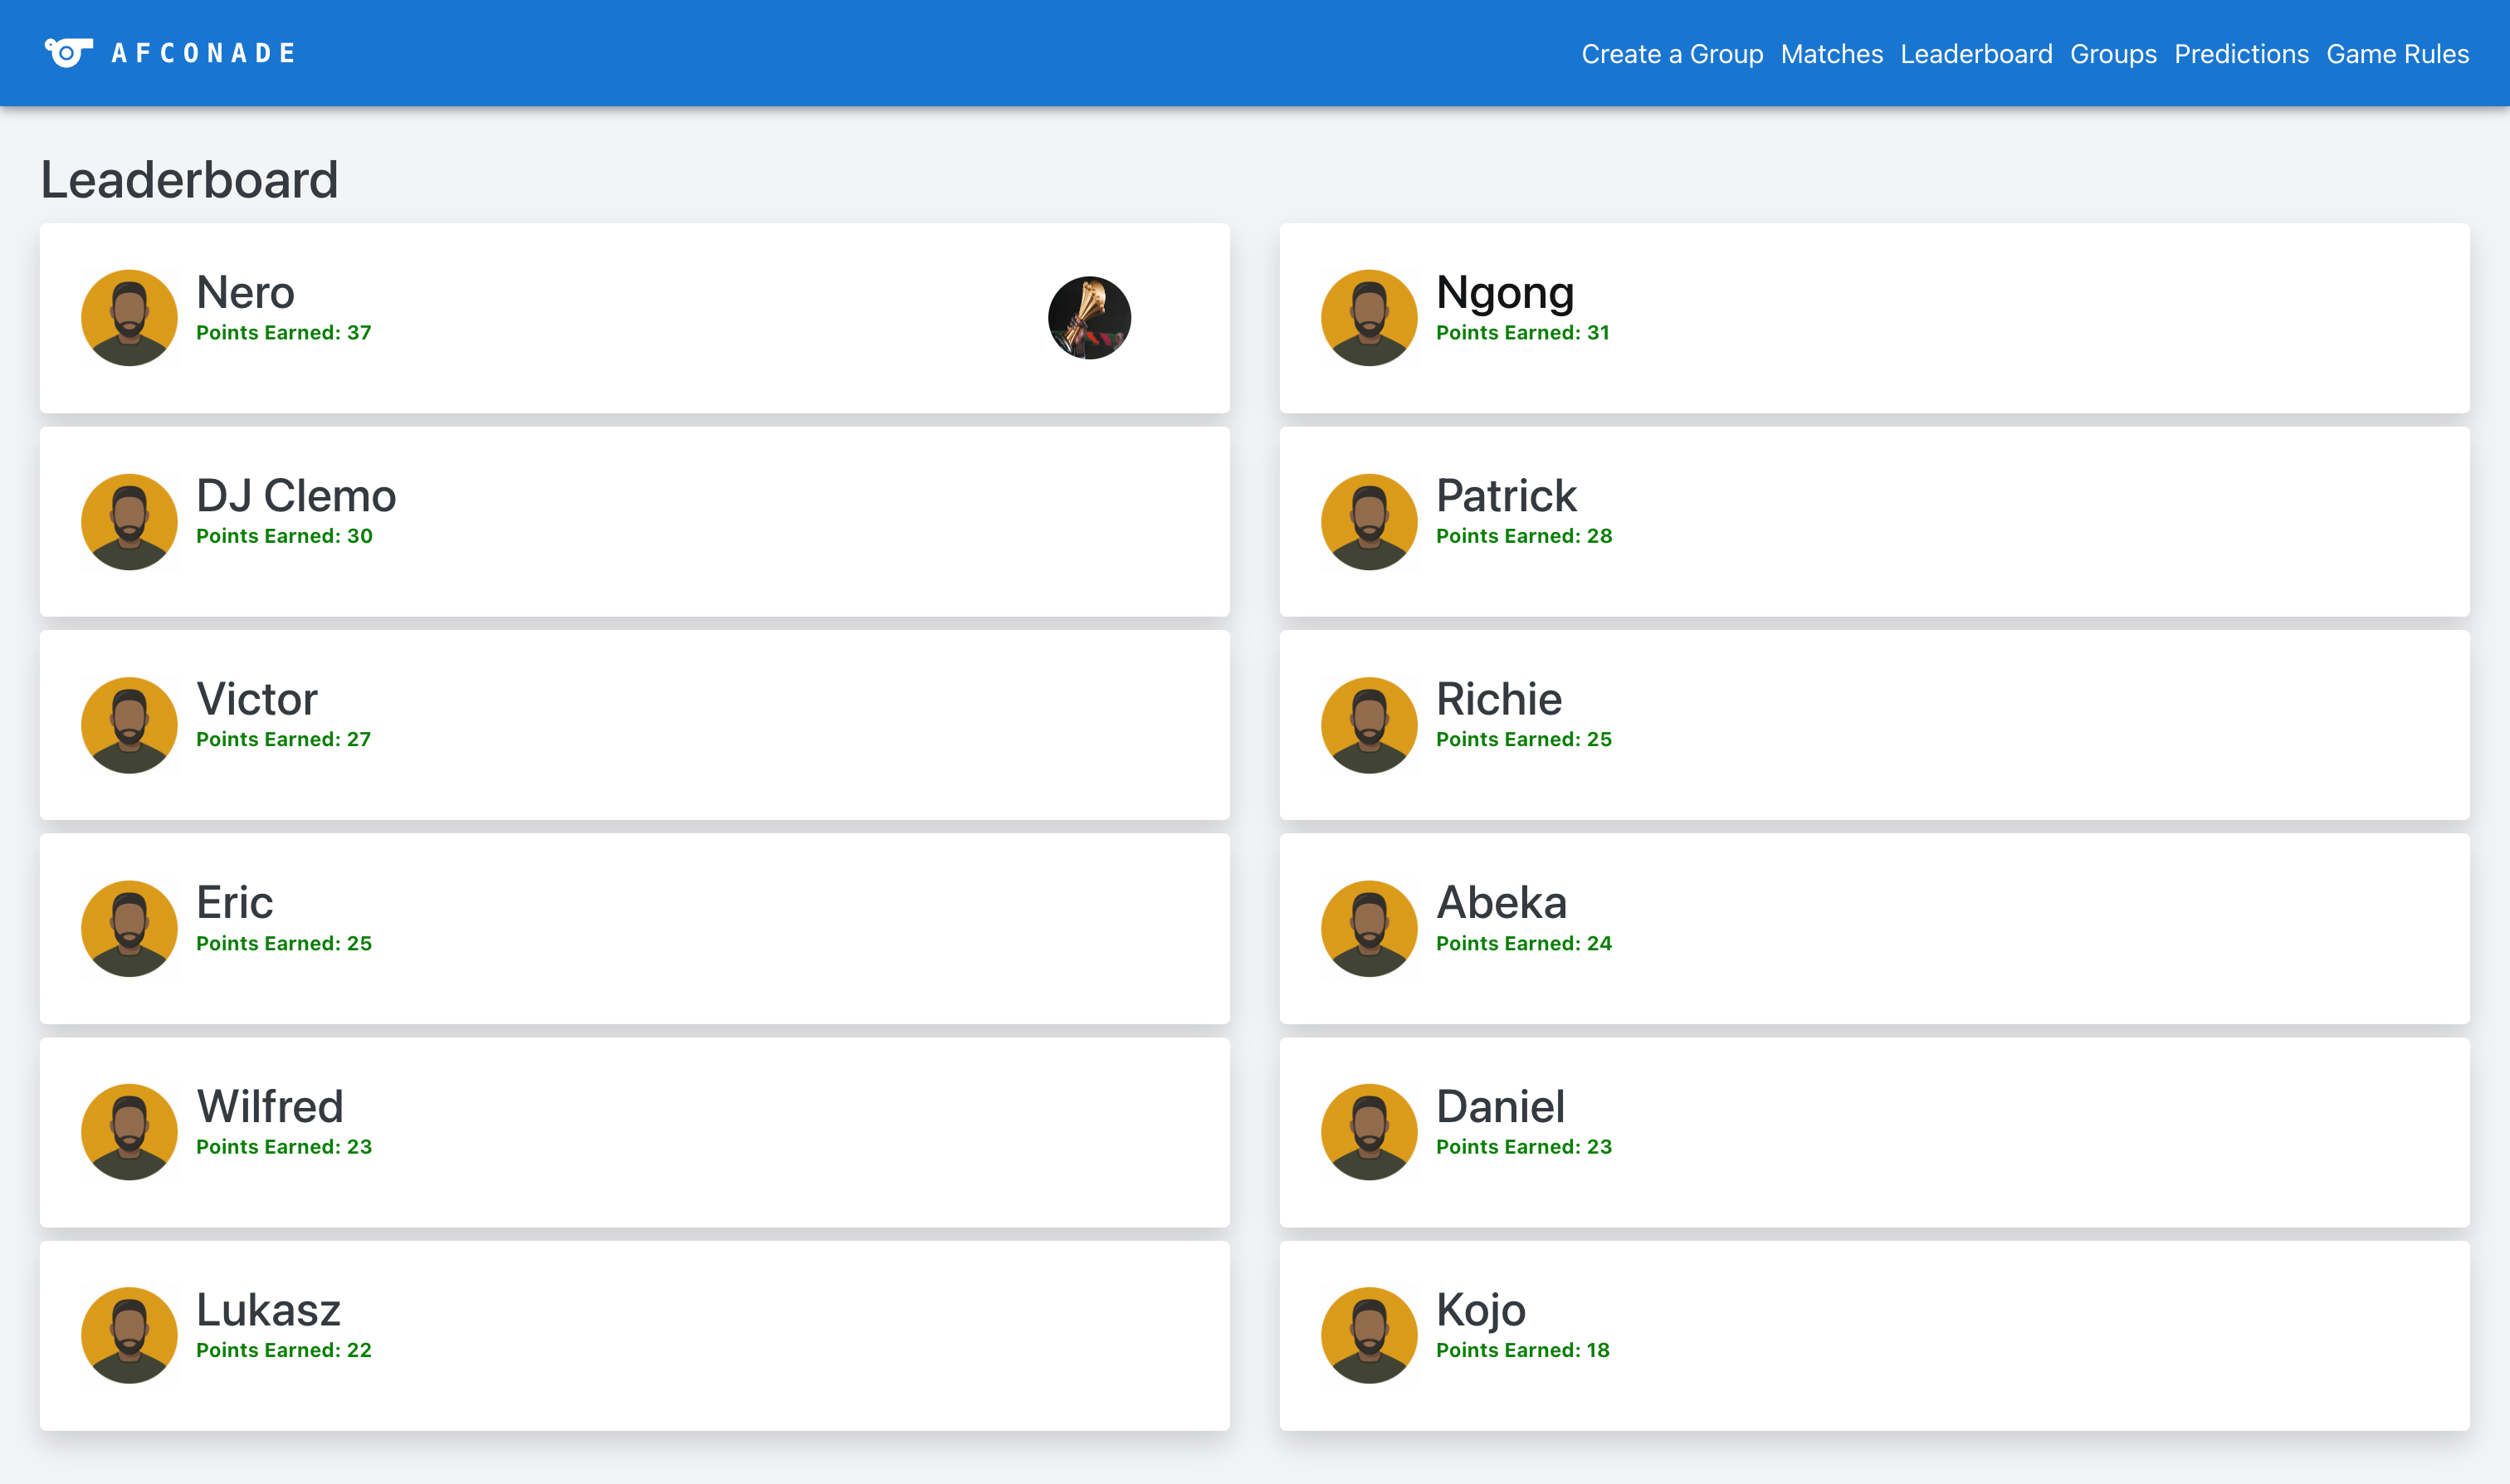 AFCONADE
Create a Group Matches Leaderboard Groups Predictions Game Rules
Leaderboard
Nero
Points Earned: 37
Ngong
Points Earned: 31
DJ Clemo
Points Earned: 30
Patrick
Points Earned: 28
Victor
Points Earned: 27
Richie
Points Earned: 25
Eric
Points Earned: 25
Abeka
Points Earned: 24
Wilfred
Points Earned: 23
Daniel
Points Earned: 23
Lukasz
Points Earned: 22
Kojo
Points Earned: 18